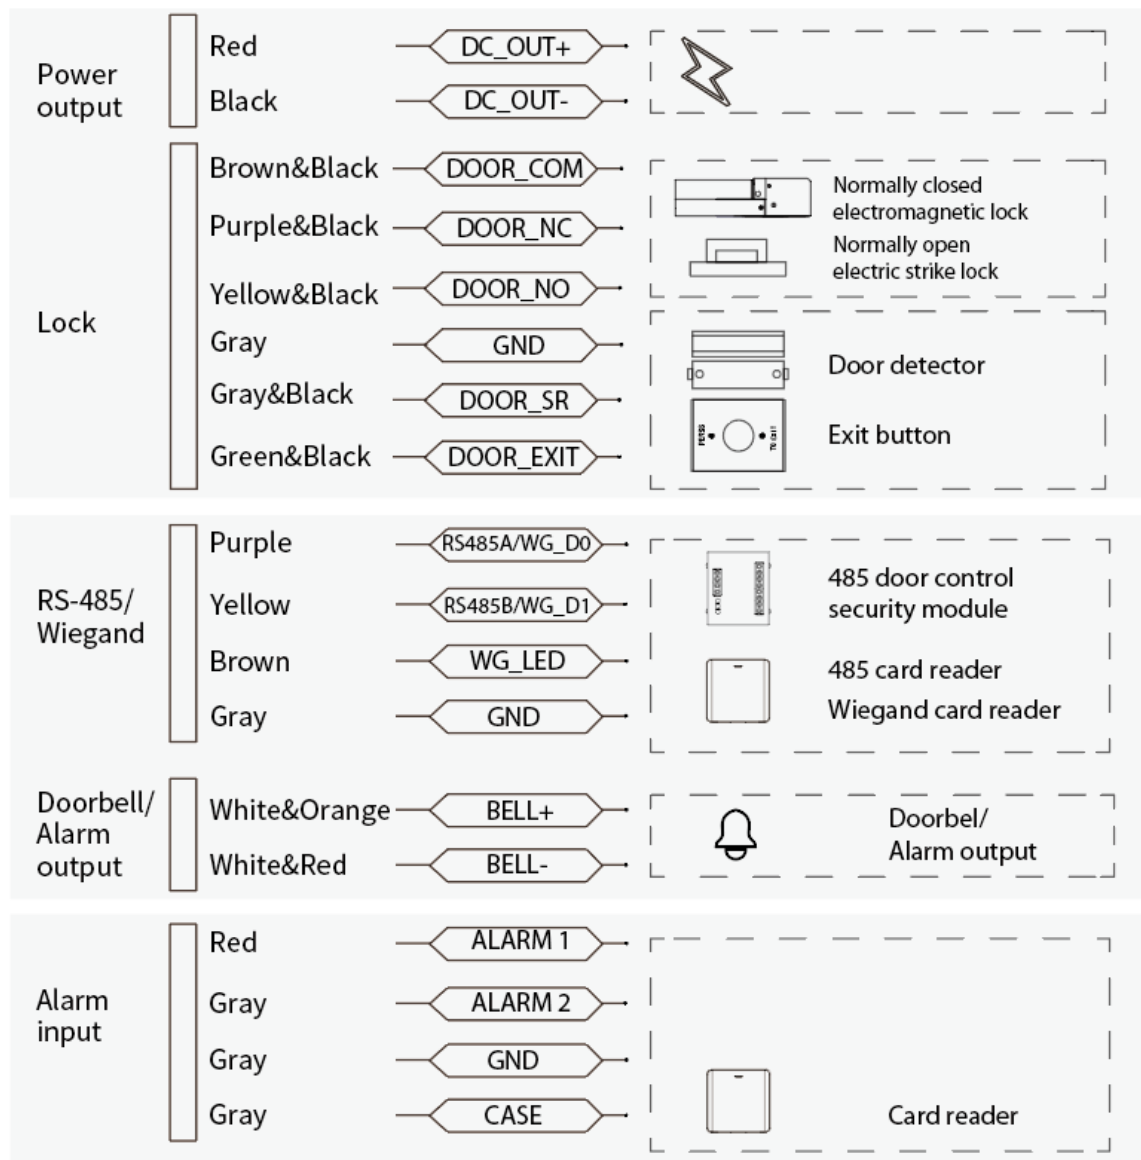 Power
output
Red
DC_OUT+
Black
DC_OUT-
Lock
Brown&Black
DOOR_COM
Purple&Black
DOOR_NC
Yellow&Black
DOOR_NO
Gray
GND
Gray&Black
DOOR_SR
Green&Black
DOOR_EXIT
Normally closed
electromagnetic lock
Normally open
electric strike lock
Door detector
Exit button
RS-485/
Wiegand
Purple
RS485A/WG_D0
Yellow
RS485B/WG_D1
Brown
WG_LED
Gray
GND
485 door control
security module
485 card reader
Wiegand card reader
Doorbell/
Alarm
output
White&Orange
BELL+
White&Red
BELL-
Doorbel/
Alarm output
Alarm
input
Red
ALARM 1
Gray
ALARM 2
Gray
GND
Gray
CASE
Card reader